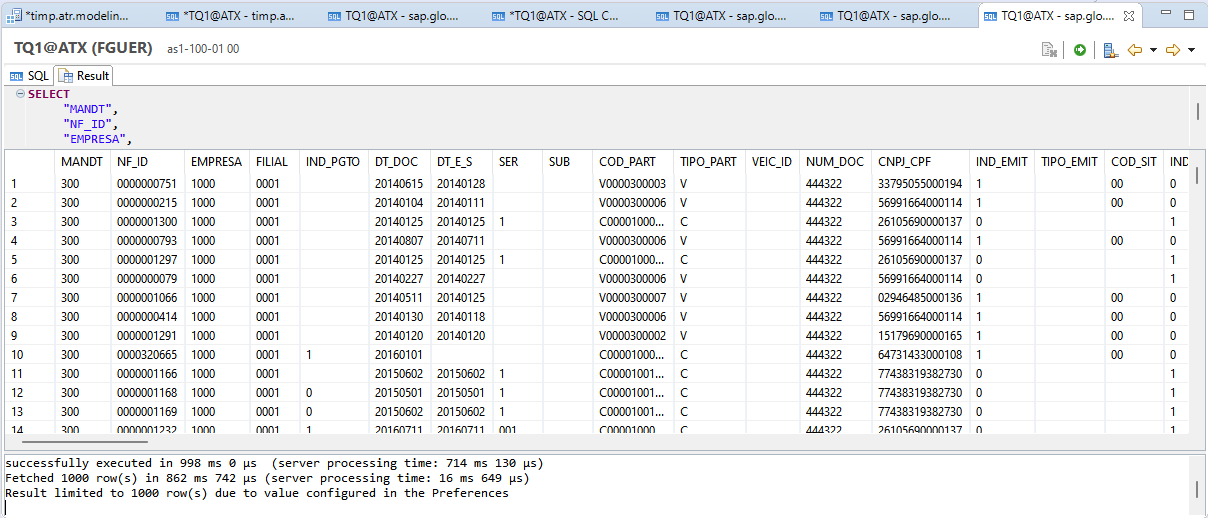 *timp.atr.modelin... *TQ1@ATX - timp.a... TQ1@ATX - sap.glo.... *TQ1@ATX - SQL C... TQ1@ATX - sap.glo.... TQ1@ATX - sap.glo.... TQ1@ATX - sap.glo....
TQ1@ATX (FGUER) as1-100-01 00
SQL Result
SELECT
"MANDT",
"NF_ID",
"EMPRESA",
MANDT NF_ID EMPRESA FILIAL IND_PGTO DT_DOC DT_E_S SER SUB COD_PART TIPO_PART VEIC_ID NUM_DOC CNPJ_CPF IND_EMIT TIPO_EMIT COD_SIT IND
1 300 0000000751 1000 0001 20140615 20140128 V0000300003 V 444322 33795055000194 1 00 0
2 300 0000000215 1000 0001 20140104 20140111 V0000300006 V 444322 56991664000114 1 00 0
3 300 0000001300 1000 0001 20140125 20140125 1 C00001000... C 444322 26105690000137 0 1
4 300 0000000793 1000 0001 20140807 20140711 V0000300006 V 444322 56991664000114 1 00 0
5 300 0000001297 1000 0001 20140125 20140125 1 C00001000... C 444322 26105690000137 0 1
6 300 0000000079 1000 0001 20140227 20140227 V0000300006 V 444322 56991664000114 0 1
7 300 0000001066 1000 0001 20140511 20140125 V0000300007 V 444322 02946485000136 1 00 0
8 300 0000000414 1000 0001 20140130 20140118 V0000300006 V 444322 56991664000114 1 00 0
9 300 0000001291 1000 0001 20140120 20140120 V0000300002 V 444322 15179690000165 1 00 0
10 300 0000320665 1000 0001 1 20160101 C00001000... C 444322 64731433000108 1 00 0
11 300 0000001166 1000 0001 20150602 20150602 1 C00001001... C 444322 77438319382730 0 1
12 300 0000001168 1000 0001 0 20150501 20150501 1 C00001001... C 444322 77438319382730 0 1
13 300 0000001169 1000 0001 0 20150602 20150602 1 C00001001... C 444322 77438319382730 0 1
14 300 0000001232 1000 0001 1 20160711 20160711 001 C00001000 C 444322 26105690000137 0 1
successfully executed in 998 ms 0 µs (server processing time: 714 ms 130 µs)
Fetched 1000 row(s) in 862 ms 742 µs (server processing time: 16 ms 649 µs)
Result limited to 1000 row(s) due to value configured in the Preferences